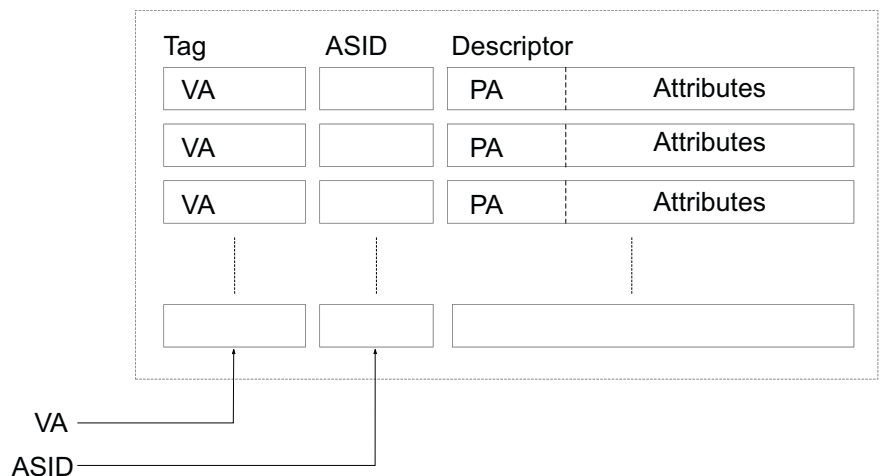 Tag ASID Descriptor
VA PA Attributes
VA PA Attributes
VA PA Attributes
VA
ASID